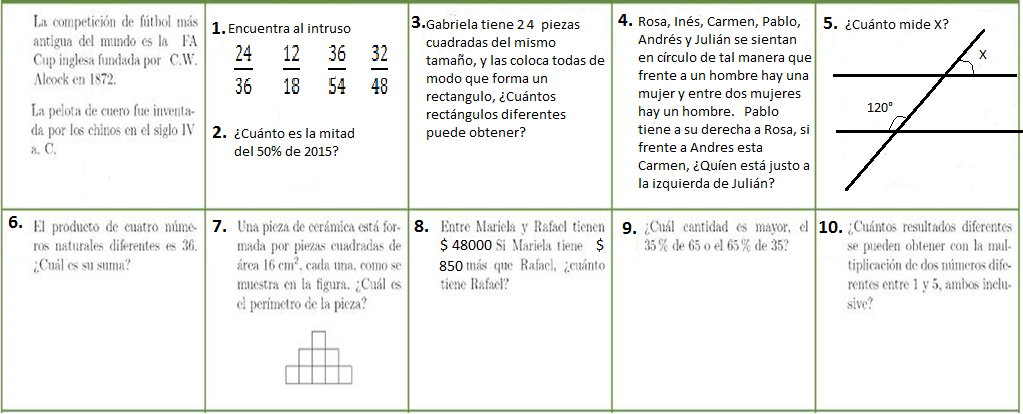 La competición de fútbol más
antigua del mundo es la FA
Cup inglesa fundada por C.W.
Alcock en 1872.
La pelota de cuero fue inventa-
da por los chinos en el siglo IV
a. C.
1. Encuentra al intruso
24 12 36 32
36 18 54 48
2. ¿Cuánto es la mitad
del 50% de 2015?
3. Gabriela tiene 24 piezas
cuadradas del mismo
tamaño, y las coloca todas de
modo que forma un
rectangulo, ¿Cuántos
rectángulos diferentes
puede obtener?
4. Rosa, Inés, Carmen, Pablo,
Andrés y Julián se sientan
en círculo de tal manera que
frente a un hombre hay una
mujer y entre dos mujeres
hay un hombre. Pablo
tiene a su derecha a Rosa, si
frente a Andres esta
Carmen, ¿Quíen está justo a
la izquierda de Julián?
5. ¿Cuánto mide X?
X
120°
6. El producto de cuatro núme-
ros naturales diferentes es 36.
¿Cuál es su suma?
7. Una pieza de cerámica está for-
mada por piezas cuadradas de
área 16 cm², cada una, como se
muestra en la figura. ¿Cuál es
el perímetro de la pieza?
8. Entre Mariela y Rafael tienen
$ 48000 Si Mariela tiene $
850 más que Rafael, ¿cuánto
tiene Rafael?
9. ¿Cuál cantidad es mayor, el
35% de 65 o el 65% de 35?
10. ¿Cuántos resultados diferentes
se pueden obtener con la mul-
tiplicación de dos números dife-
rentes entre 1 y 5, ambos inclu-
sive?